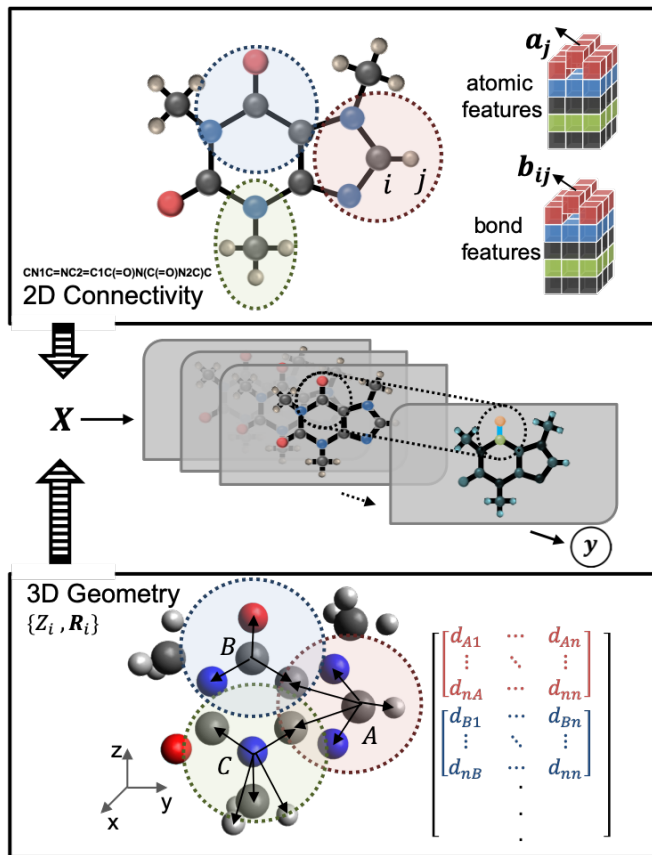 a_j
atomic
features
b_ij
bond
features
i j
CN1C=NC2=C1C(=O)N(C(=O)N2C)C
2D Connectivity
X
y
3D Geometry
{Z_i , R_i}
B
A
C
z
y
x
d_A1 ⋯ d_An
⋮ ⋱ ⋮
d_nA ⋯ d_nn
d_B1 ⋯ d_Bn
⋮ ⋱ ⋮
d_nB ⋯ d_nn
.
.
.